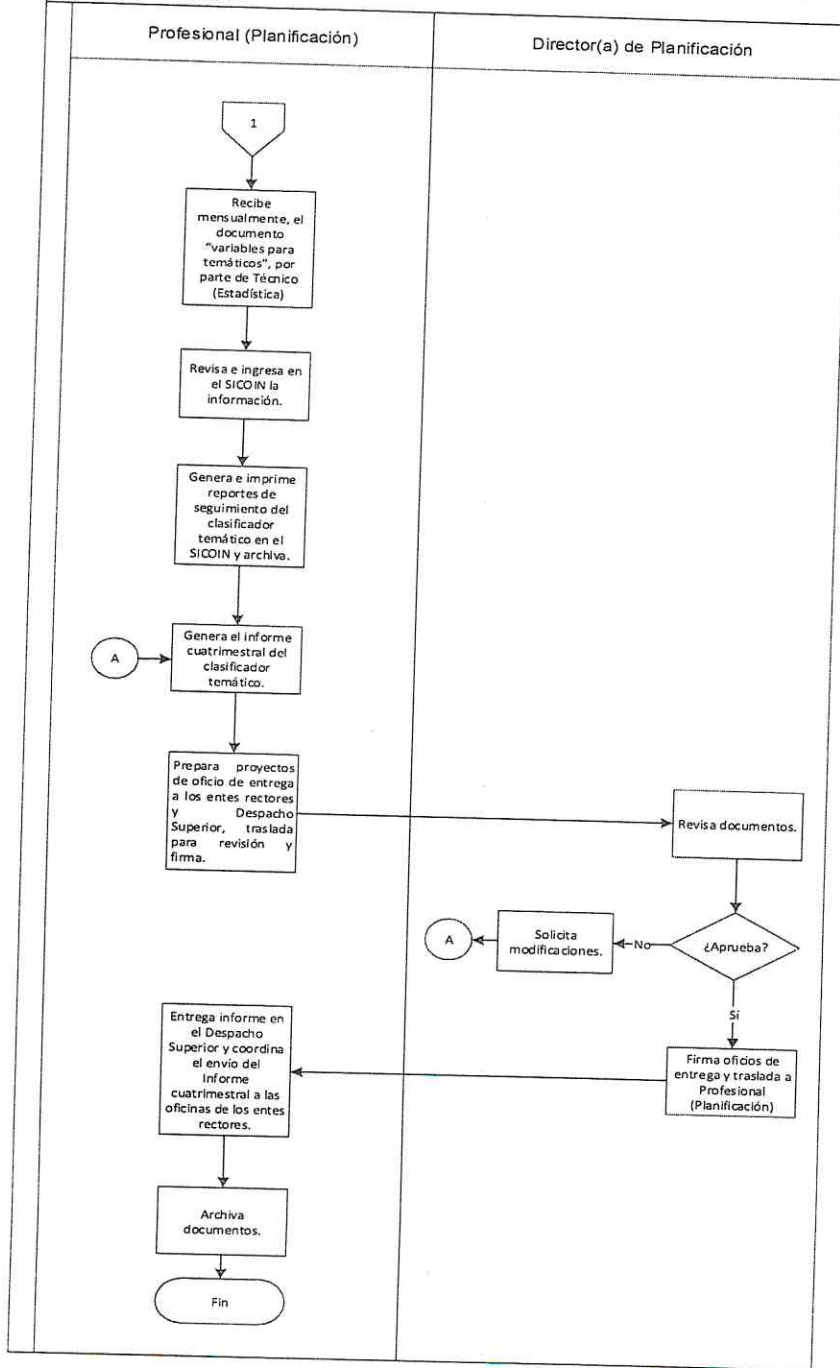 Profesional (Planificación)
Director(a) de Planificación
1
Recibe
mensualmente, el
documento
"variables para
temáticos", por
parte de Técnico
(Estadística)
Revisa e ingresa en
el SICOIN la
información.
Genera e imprime
reportes de
seguimiento del
clasificador
temático en el
SICOIN y archiva.
A
Genera el informe
cuatrimestral del
clasificador
temático.
Prepara proyectos
de oficio de entrega
a los entes rectores
y Despacho
Superior, traslada
para revisión y
firma.
Revisa documentos.
¿Aprueba?
No
Solicita
modificaciones.
A
Sí
Firma oficios de
entrega y traslada a
Profesional
(Planificación)
Entrega informe en
el Despacho
Superior y coordina
el envío del
Informe
cuatrimestral a las
oficinas de los entes
rectores.
Archiva
documentos.
Fin